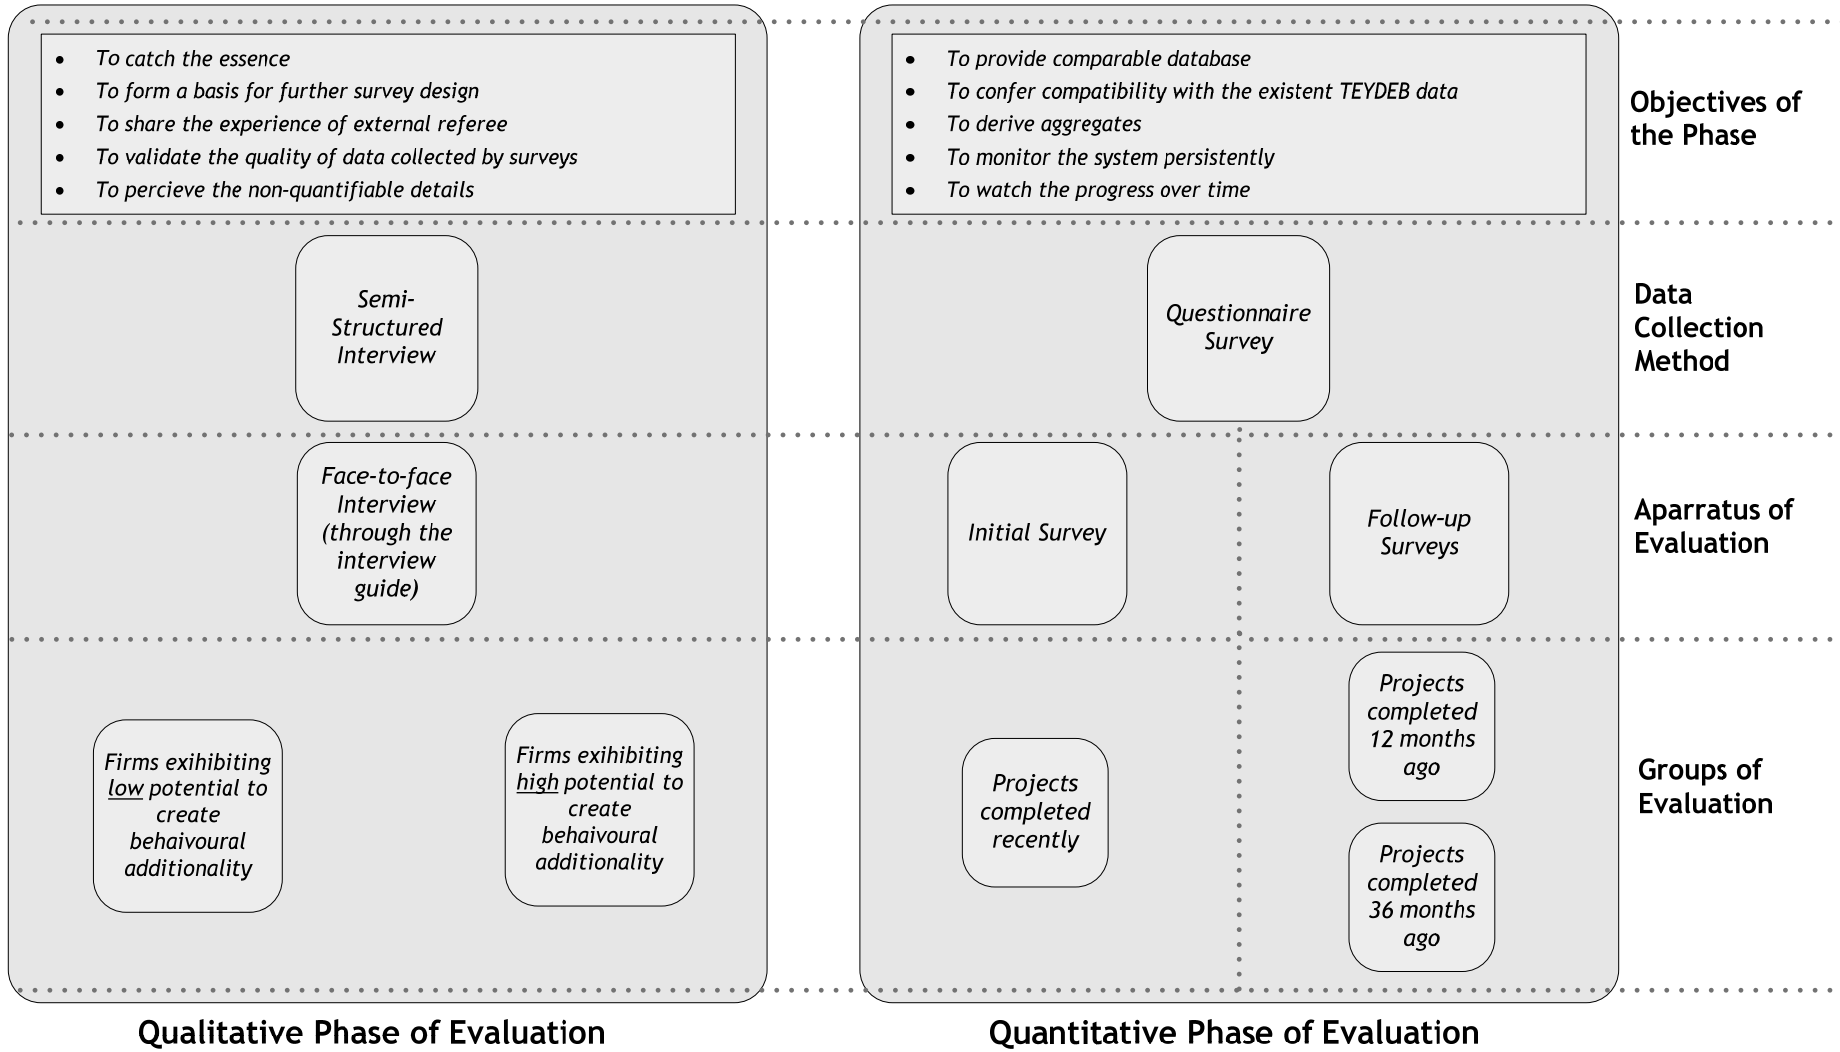 • To catch the essence
• To form a basis for further survey design
• To share the experience of external referee
• To validate the quality of data collected by surveys
• To percieve the non-quantifiable details
• To provide comparable database
• To confer compatibility with the existent TEYDEB data
• To derive aggregates
• To monitor the system persistently
• To watch the progress over time
Objectives of
the Phase
Semi-
Structured
Interview
Questionnaire
Survey
Data
Collection
Method
Face-to-face
Interview
(through the
interview
guide)
Initial Survey
Follow-up
Surveys
Aparratus of
Evaluation
Firms exihibiting
low potential to
create
behaivoural
additionality
Firms exihibiting
high potential to
create
behaivoural
additionality
Projects
completed
recently
Projects
completed
12 months
ago
Projects
completed
36 months
ago
Groups of
Evaluation
Qualitative Phase of Evaluation
Quantitative Phase of Evaluation